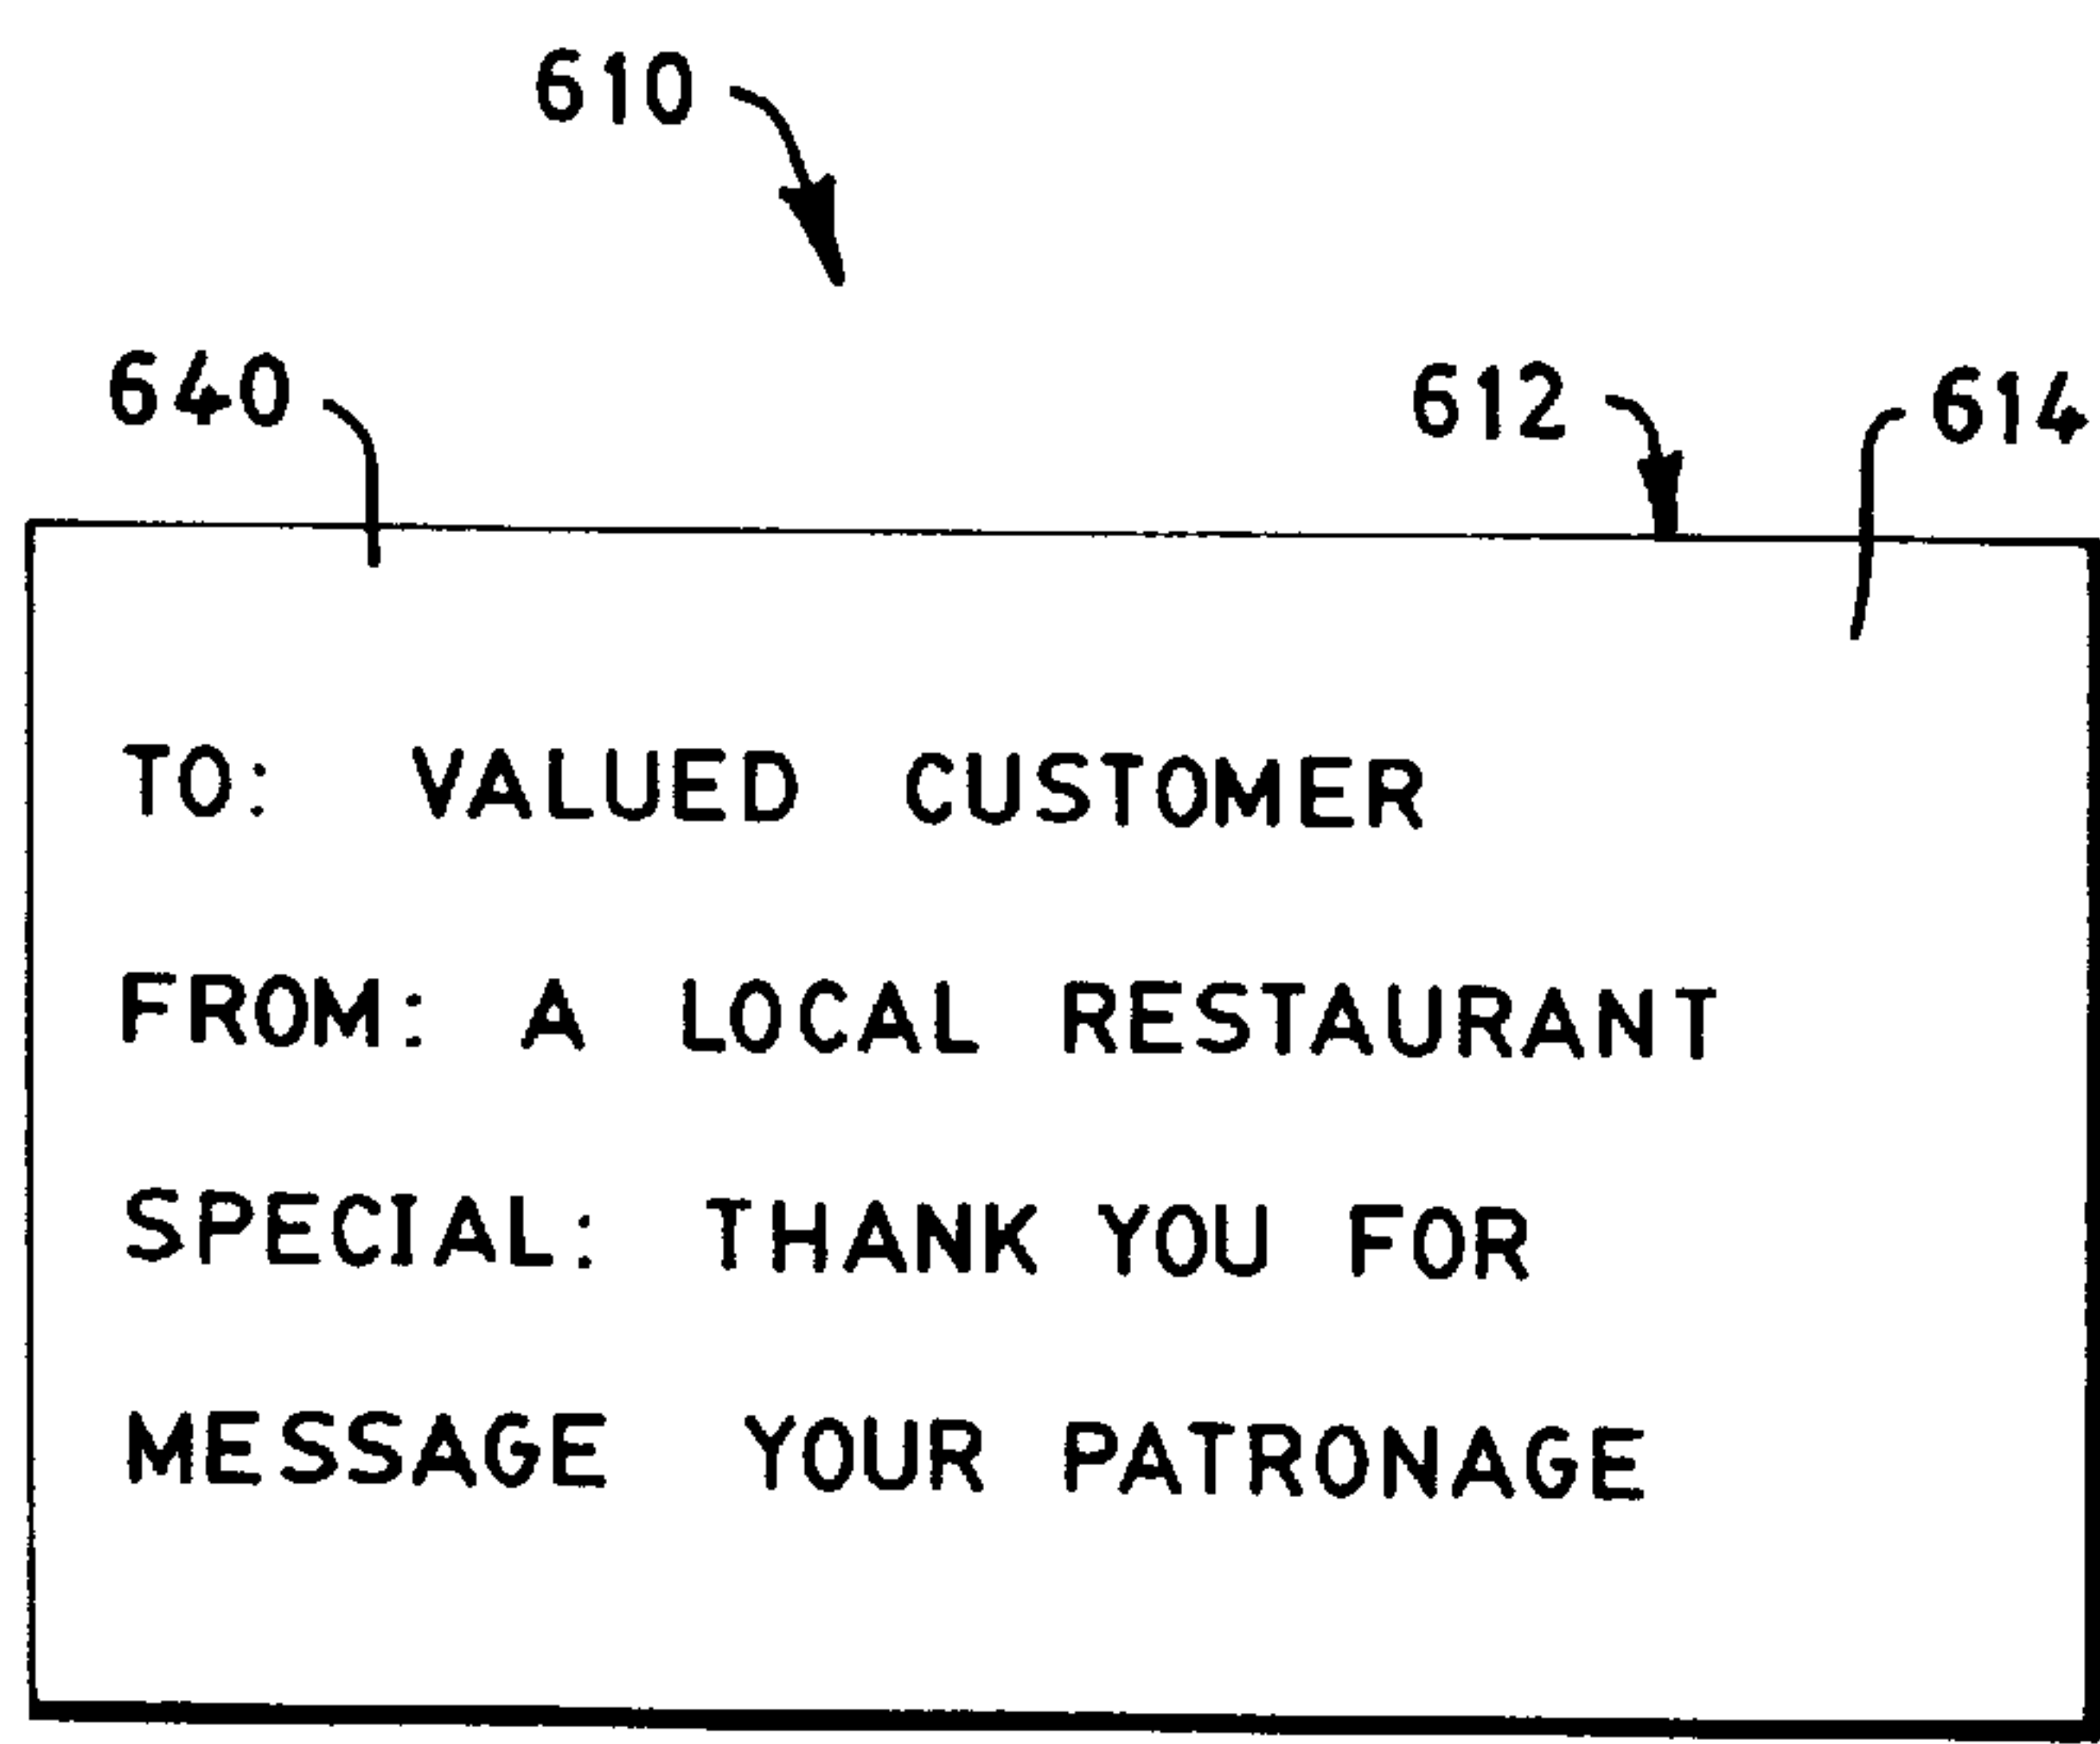 610
640 612 614
TO: VALUED CUSTOMER
FROM: A LOCAL RESTAURANT
SPECIAL: THANK YOU FOR
MESSAGE YOUR PATRONAGE